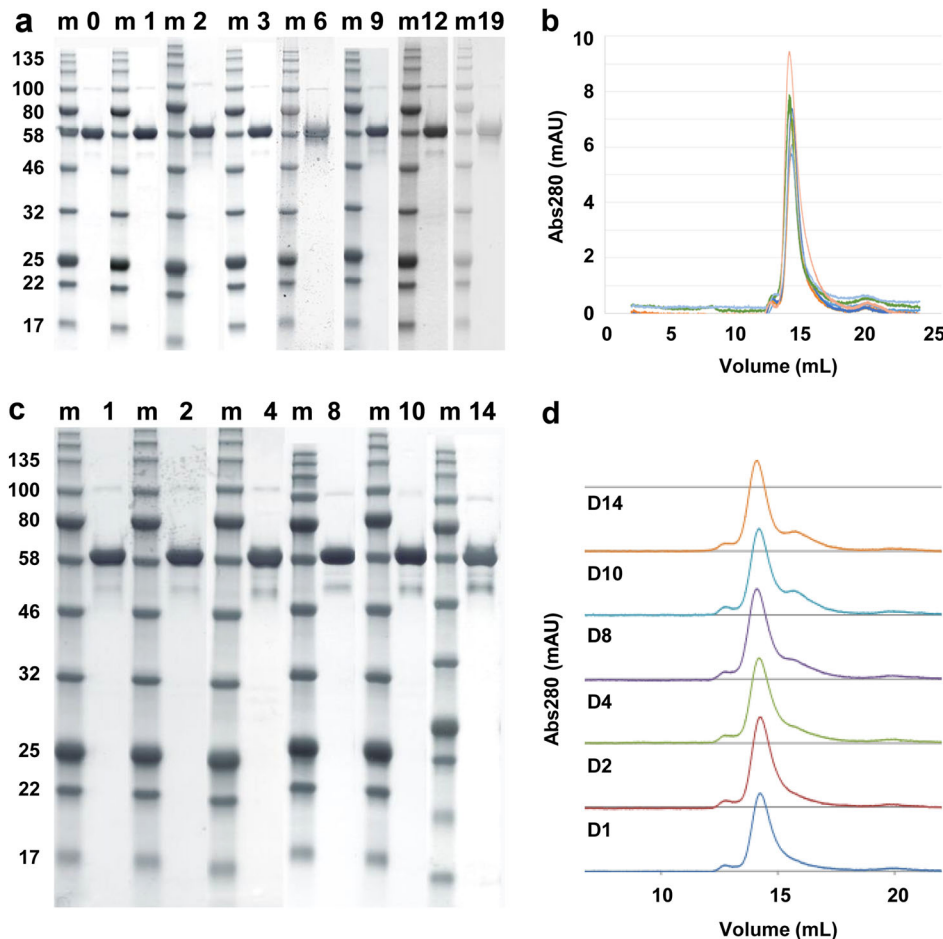 a
m 0 m 1 m 2 m 3 m 6 m 9 m 12 m 19
135
100
80
58
46
32
25
22
17
b
Abs280 (mAU)
10
8
6
4
2
0
0 5 10 15 20 25
Volume (mL)
c
m 1 m 2 m 4 m 8 m 10 m 14
135
100
80
58
46
32
25
22
17
d
Abs280 (mAU)
D14
D10
D8
D4
D2
D1
10 15 20
Volume (mL)